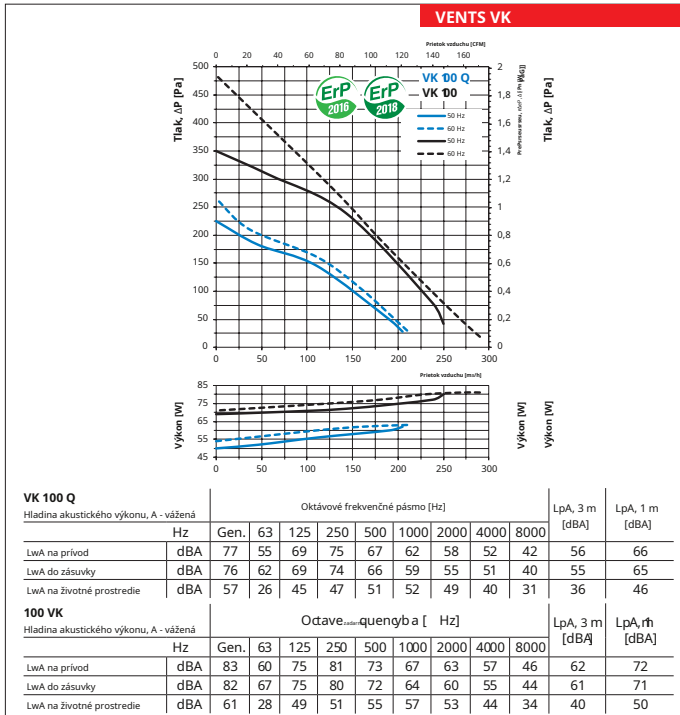 VENTS VK
Prietok vzduchu [CFM]
0 20 40 60 80 100 120 140 160
Tlak, ΔP [Pa]
500
450
400
350
300
250
200
150
100
50
0
2
1,8
1,6
1,4
1,2
1
0,8
0,6
0,4
0,2
0
Tlak, ΔP [Pa]
ErP 2016
ErP 2018
VK 100 Q
VK 100
50 Hz
60 Hz
50 Hz
60 Hz
0 50 100 150 200 250 300
Prietok vzduchu [m³/h]
Výkon [W]
85
75
65
55
45
Výkon [W]
Výkon [W]
0 50 100 150 200 250 300
VK 100 Q
Hladina akustického výkonu, A - vážená
Oktávové frekvenčné pásmo [Hz]
LpA, 3 m [dBA]
LpA, 1 m [dBA]
Hz Gen. 63 125 250 500 1000 2000 4000 8000
LwA na prívod dBA 77 55 69 75 67 62 58 52 42 56 66
LwA do zásuvky dBA 76 62 69 74 66 59 55 51 40 55 65
LwA na životné prostredie dBA 57 26 45 47 51 52 49 40 31 36 46
100 VK
Hladina akustického výkonu, A - vážená
Octave zadarmo quencyb a [ Hz]
LpA, 3 m [dBA]
LpA, m [dBA]
Hz Gen. 63 125 250 500 1000 2000 4000 8000
LwA na prívod dBA 83 60 75 81 73 67 63 57 46 62 72
LwA do zásuvky dBA 82 67 75 80 72 64 60 55 44 61 71
LwA na životné prostredie dBA 61 28 49 51 55 57 53 44 34 40 50